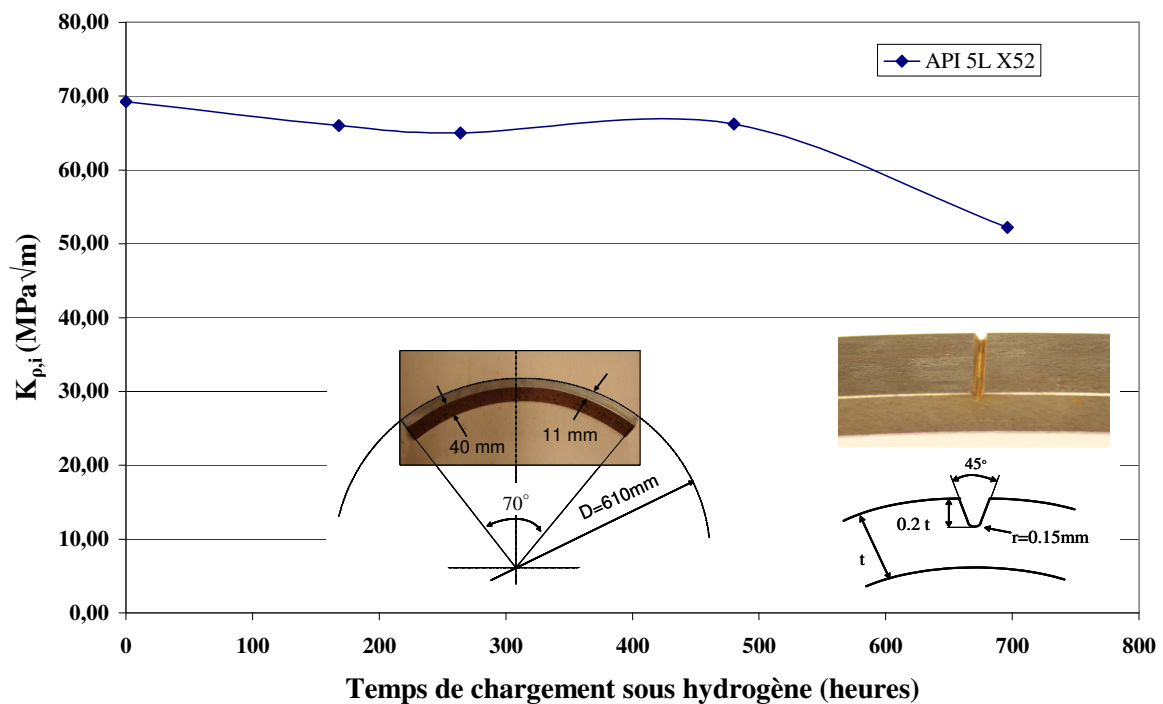 80,00
70,00
60,00
50,00
40,00
30,00
20,00
10,00
0,00
K_ρ,i (MPa √m)
API 5L X52
40 mm
11 mm
70°
D=610mm
45°
0.2 t
r=0.15mm
t
0 100 200 300 400 500 600 700 800
Temps de chargement sous hydrogène (heures)